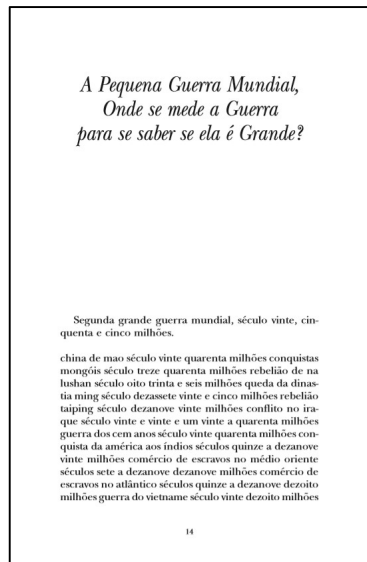 A Pequena Guerra Mundial,
Onde se mede a Guerra
para se saber se ela é Grande?
Segunda grande guerra mundial, século vinte, cin-
quenta e cinco milhões.
china de mao século vinte quarenta milhões conquistas
mongóis século treze quarenta milhões rebelião de na
lushan século oito trinta e seis milhões queda da dinas-
tia ming século dezassete vinte e cinco milhões rebelião
taiping século dezanove vinte milhões conflito no ira-
que século vinte e vinte e um vinte a quarenta milhões
guerra dos cem anos século vinte quarenta milhões con-
quista da américa aos índios séculos quinze a dezanove
vinte milhões comércio de escravos no médio oriente
séculos sete a dezanove dezanove milhões comércio de
escravos no atlântico séculos quinze a dezanove dezoito
milhões guerra do vietname século vinte dezoito milhões
14